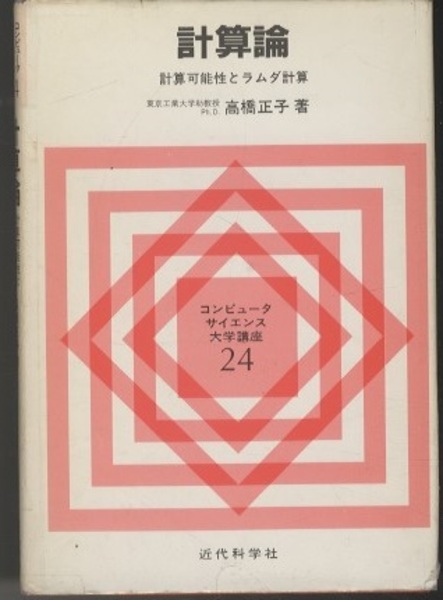 計算論
計算可能性とラムダ計算
東京工業大学助教授
Ph.D.
高橋正子 著
コンピュータ
サイエンス
大学講座
24
近代科学社